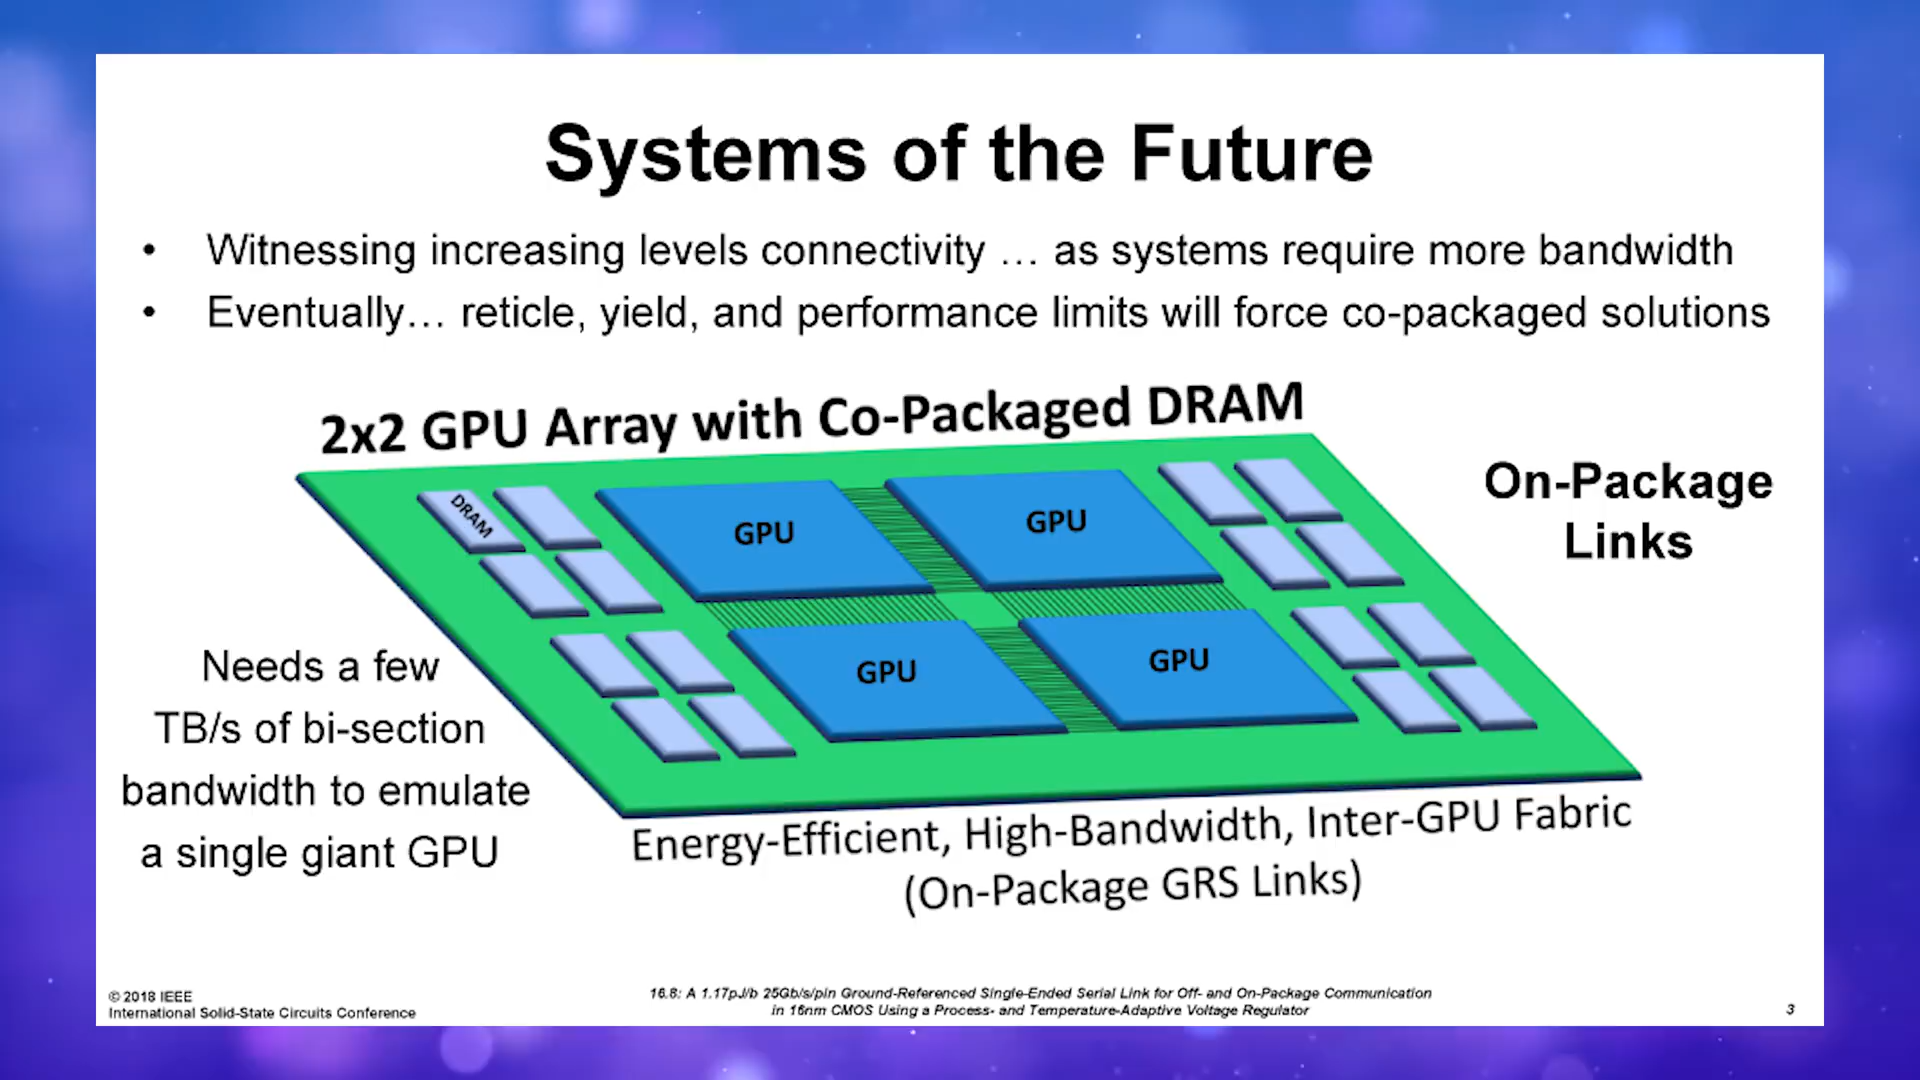 Systems of the Future
• Witnessing increasing levels connectivity … as systems require more bandwidth
• Eventually… reticle, yield, and performance limits will force co-packaged solutions
2x2 GPU Array with Co-Packaged DRAM
On-Package
Links
DRAM
GPU
GPU
GPU
GPU
Needs a few
TB/s of bi-section
bandwidth to emulate
a single giant GPU
Energy-Efficient, High-Bandwidth, Inter-GPU Fabric
(On-Package GRS Links)
© 2018 IEEE
International Solid-State Circuits Conference
16.8: A 1.17pJ/b 25Gb/s/pin Ground-Referenced Single-Ended Serial Link for Off- and On-Package Communication
in 16nm CMOS Using a Process- and Temperature-Adaptive Voltage Regulator
3